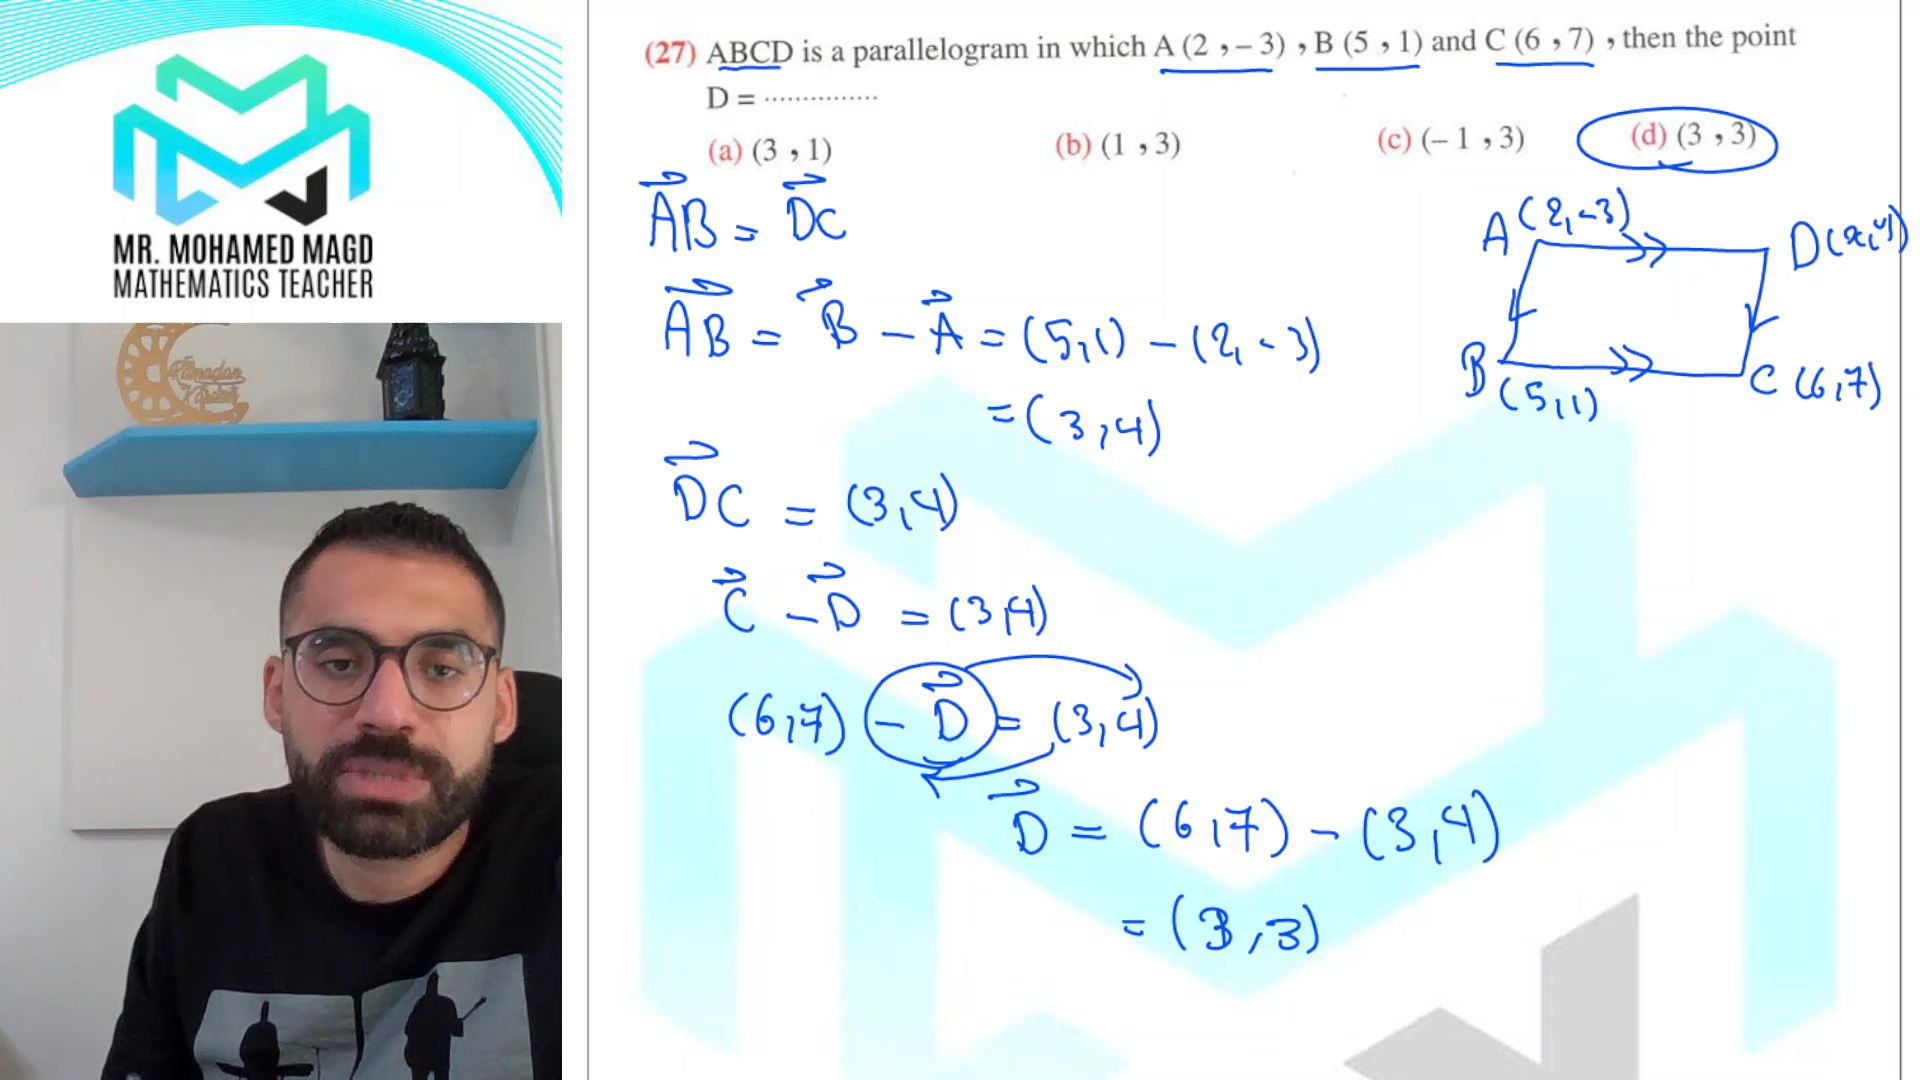 MR. MOHAMED MAGD
MATHEMATICS TEACHER
Ramadan
(27) ABCD is a parallelogram in which A (2 , – 3) , B (5 , 1) and C (6 , 7) , then the point
D = ...............
(a) (3 , 1) (b) (1 , 3) (c) (– 1 , 3) (d) (3 , 3)
AB = DC
AB = B – A = (5,1) – (2, -3)
= (3,4)
DC = (3,4)
C – D = (3,4)
(6,7) – D = (3,4)
D = (6,7) – (3,4)
= (3,3)
A (2,-3)
D (x,y)
B (5,1)
C (6,7)